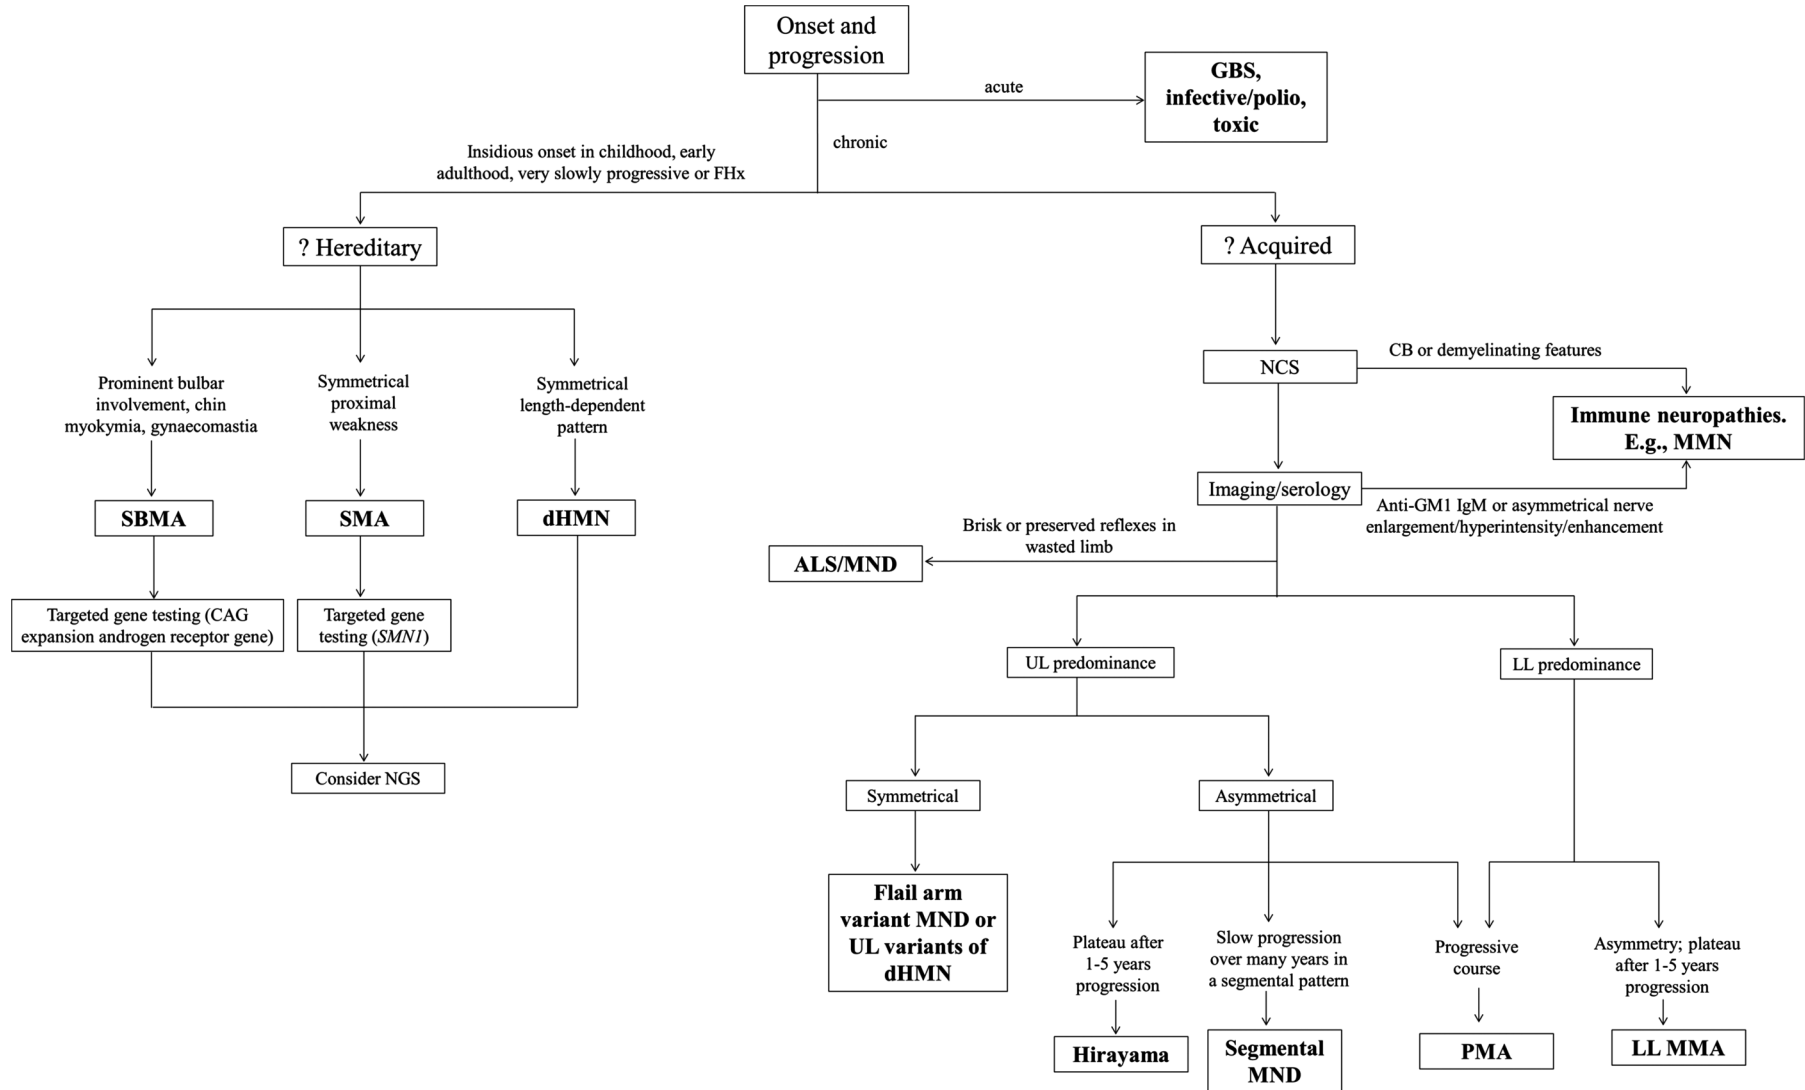 Onset and
progression
acute
GBS,
infective/polio,
toxic
chronic
Insidious onset in childhood, early
adulthood, very slowly progressive or FHx
? Hereditary
? Acquired
Prominent bulbar
involvement, chin
myokymia, gynaecomastia
Symmetrical
proximal
weakness
Symmetrical
length-dependent
pattern
SBMA
SMA
dHMN
Targeted gene testing (CAG
expansion androgen receptor gene)
Targeted gene
testing (SMN1)
Consider NGS
NCS
CB or demyelinating features
Immune neuropathies.
E.g., MMN
Imaging/serology
Anti-GM1 IgM or asymmetrical nerve
enlargement/hyperintensity/enhancement
Brisk or preserved reflexes in
wasted limb
ALS/MND
UL predominance
LL predominance
Symmetrical
Asymmetrical
Flail arm
variant MND or
UL variants of
dHMN
Plateau after
1-5 years
progression
Slow progression
over many years in
a segmental pattern
Progressive
course
Asymmetry; plateau
after 1-5 years
progression
Hirayama
Segmental
MND
PMA
LL MMA